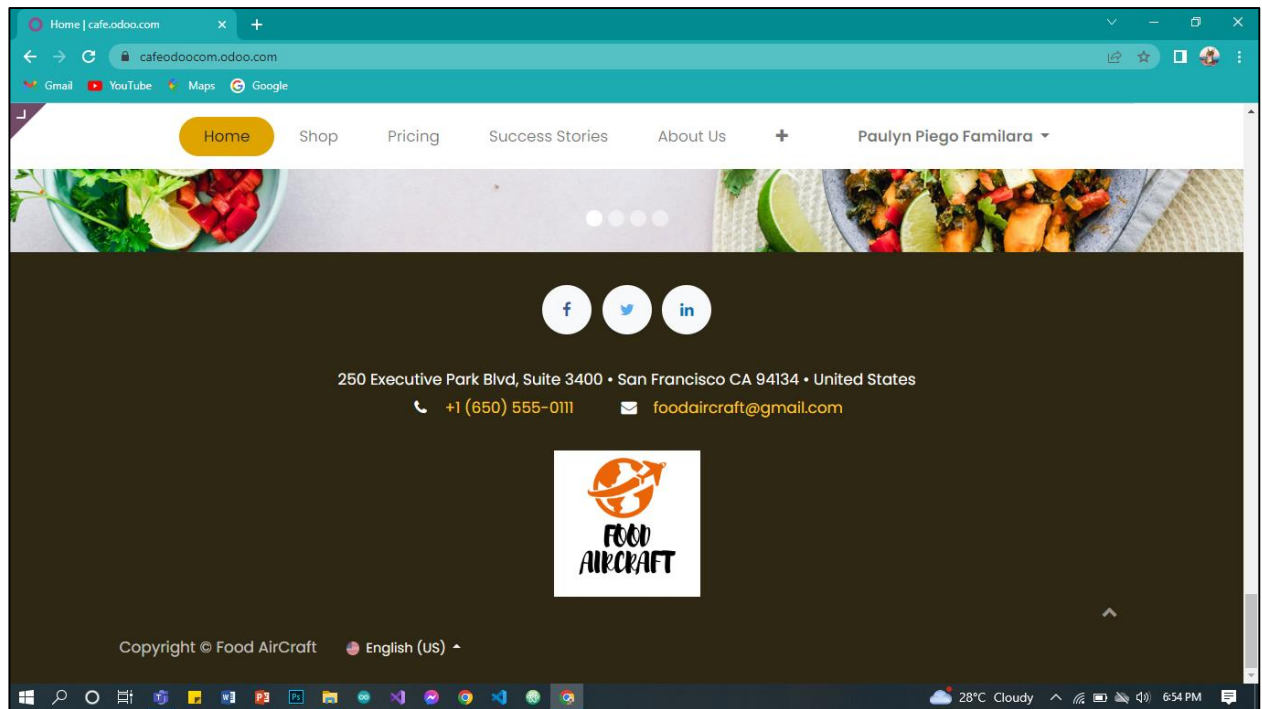 Home | cafe.odoo.com
cafeodoocom.odoo.com
Gmail YouTube Maps Google
Home Shop Pricing Success Stories About Us + Paulyn Piego Familara
f in
250 Executive Park Blvd, Suite 3400 • San Francisco CA 94134 • United States
+1 (650) 555-0111 foodaircraft@gmail.com
FOOD
AIRCRAFT
Copyright © Food AirCraft English (US)
28°C Cloudy 6:54 PM